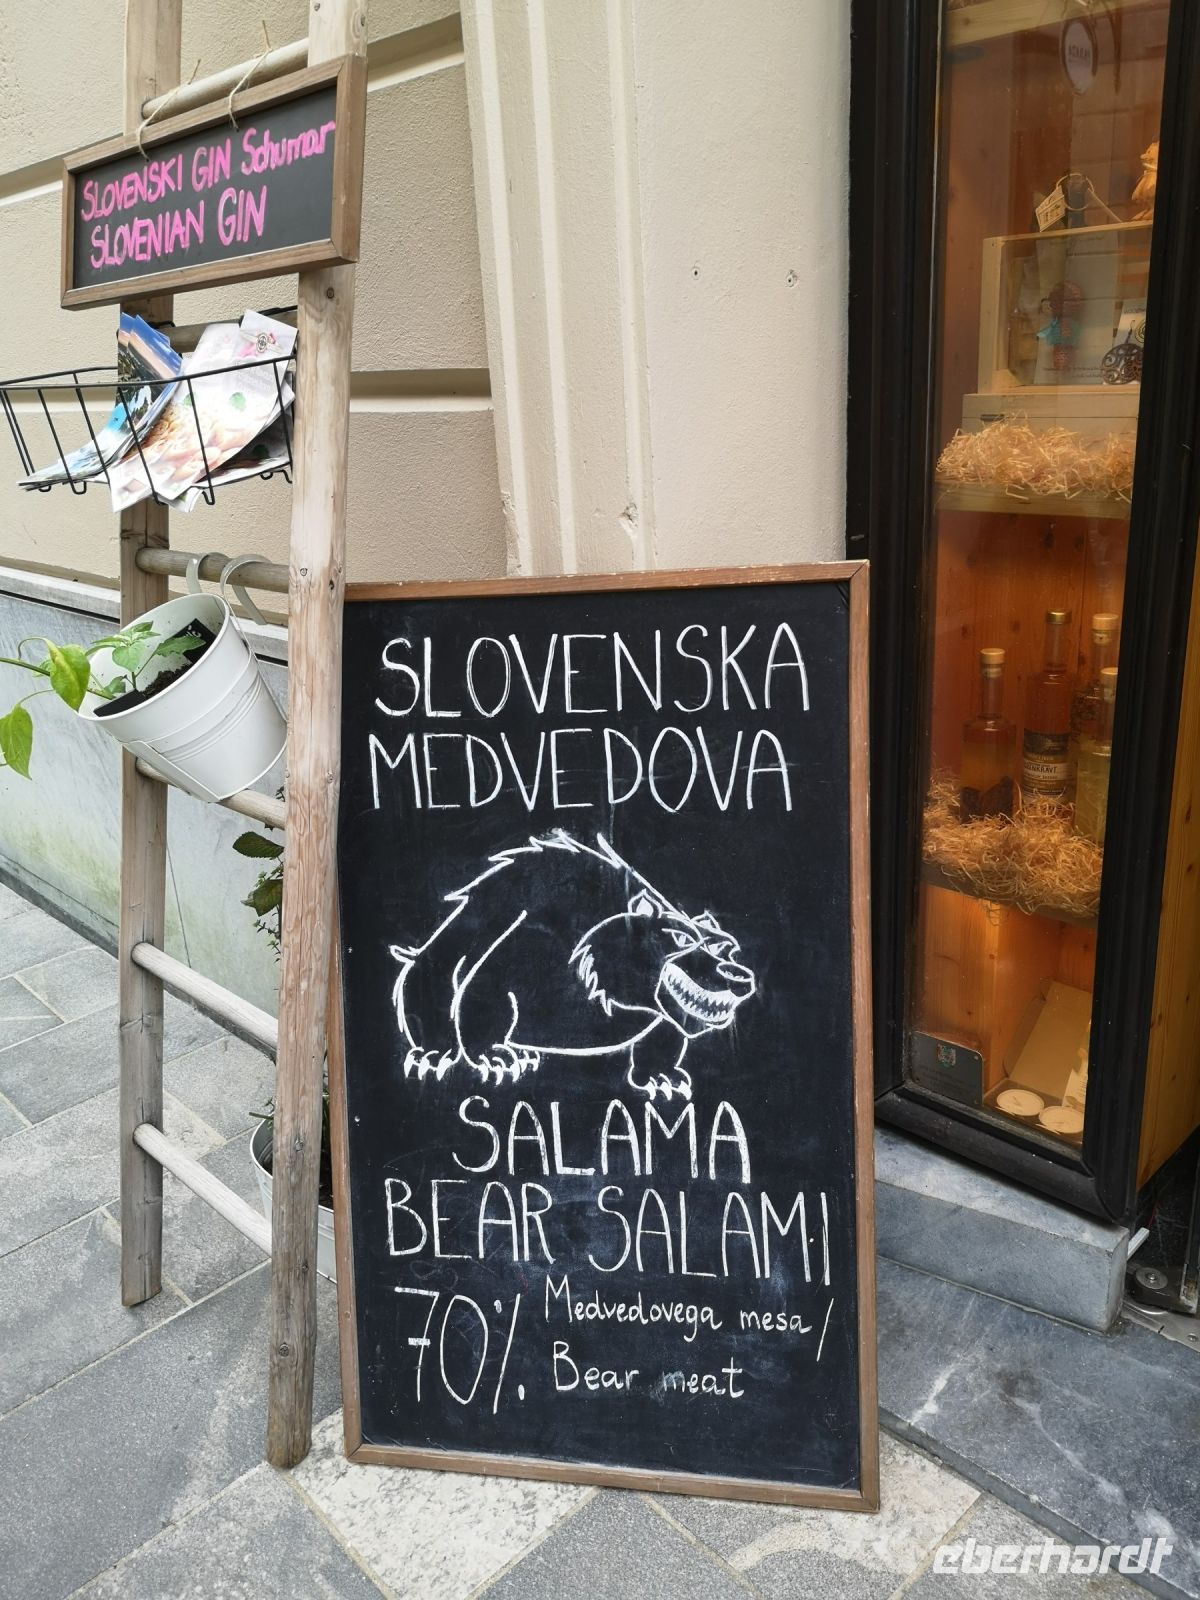 SLOVENSKI GIN Schumar
SLOVENIAN GIN
SLOVENSKA
MEDVEDOVA
SALAMA
BEAR SALAMI
70% Medvedovega mesa/
Bear meat
eberhardt